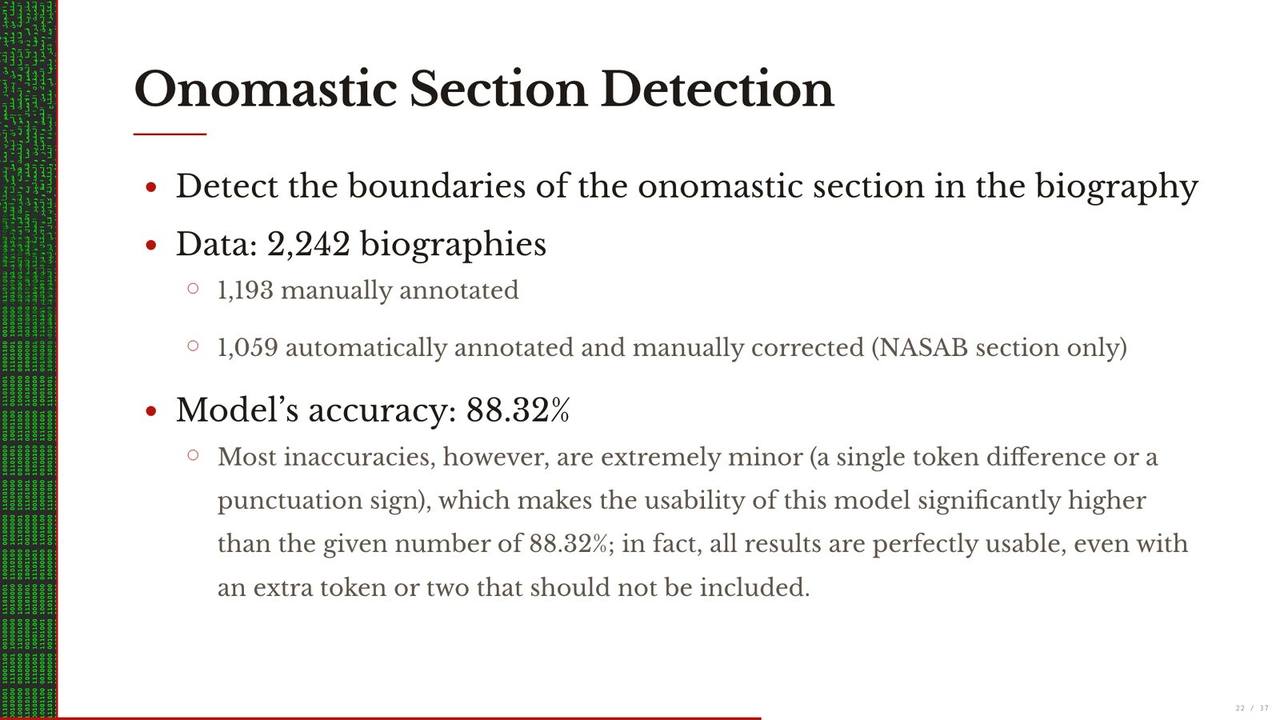 Onomastic Section Detection
• Detect the boundaries of the onomastic section in the biography
• Data: 2,242 biographies
○ 1,193 manually annotated
○ 1,059 automatically annotated and manually corrected (NASAB section only)
• Model’s accuracy: 88.32%
○ Most inaccuracies, however, are extremely minor (a single token difference or a
punctuation sign), which makes the usability of this model significantly higher
than the given number of 88.32%; in fact, all results are perfectly usable, even with
an extra token or two that should not be included.
22 / 37